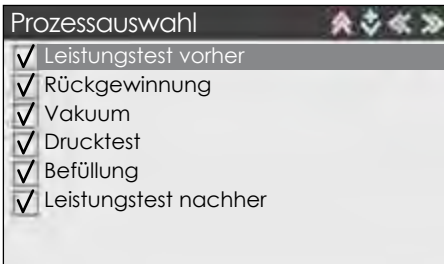 Prozessauswahl
Leistungstest vorher
Rückgewinnung
Vakuum
Drucktest
Befüllung
Leistungstest nachher